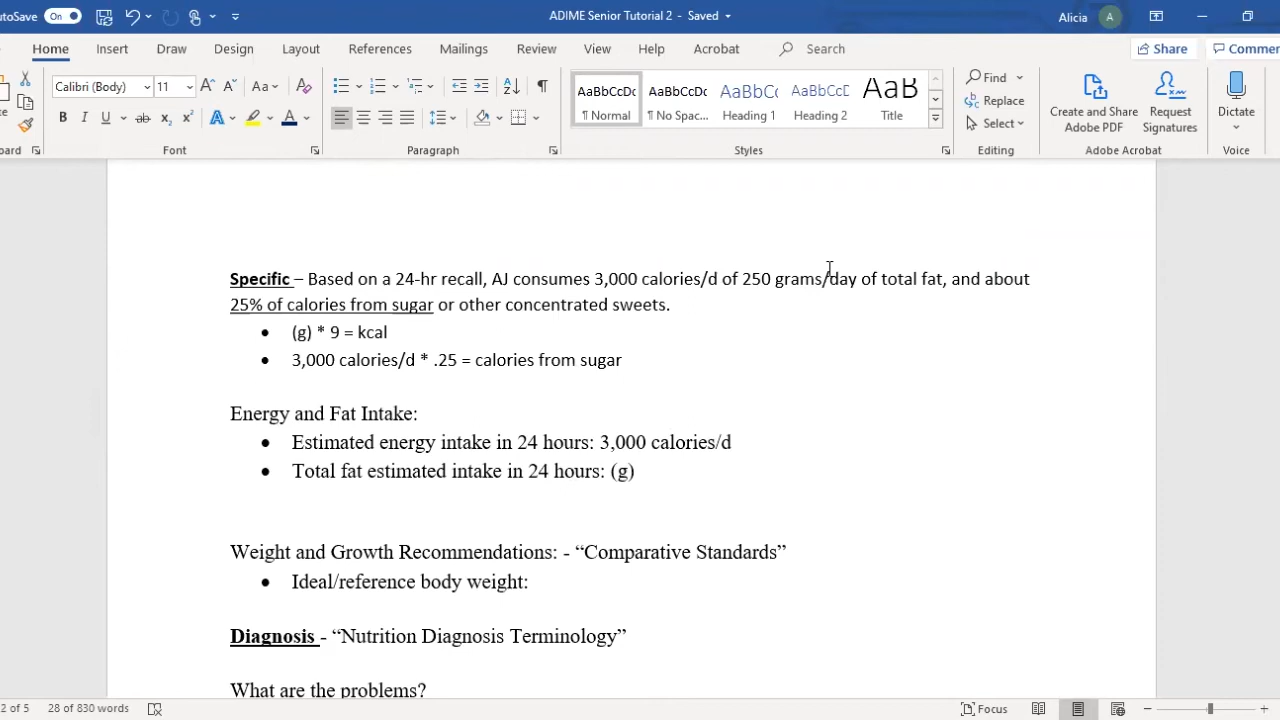 AutoSave On ADIME Senior Tutorial 2 - Saved Alicia A
Home Insert Draw Design Layout References Mailings Review View Help Acrobat Search Share
Calibri (Body) 11 Aa AaBbCcDc AaBbCcDc AaBbCc AaBbCcD AaB Find
B I U ab x₂ x² A A ¶ Normal ¶ No Spac... Heading 1 Heading 2 Title Replace Select Create and Share Adobe PDF Request Signatures Dictate
Font Paragraph Styles Editing Adobe Acrobat Voice
Specific – Based on a 24-hr recall, AJ consumes 3,000 calories/d of 250 grams/day of total fat, and about
25% of calories from sugar or other concentrated sweets.
• (g) * 9 = kcal
• 3,000 calories/d * .25 = calories from sugar
Energy and Fat Intake:
• Estimated energy intake in 24 hours: 3,000 calories/d
• Total fat estimated intake in 24 hours: (g)
Weight and Growth Recommendations: - “Comparative Standards”
• Ideal/reference body weight:
Diagnosis - “Nutrition Diagnosis Terminology”
What are the problems?
2 of 5 28 of 830 words Focus